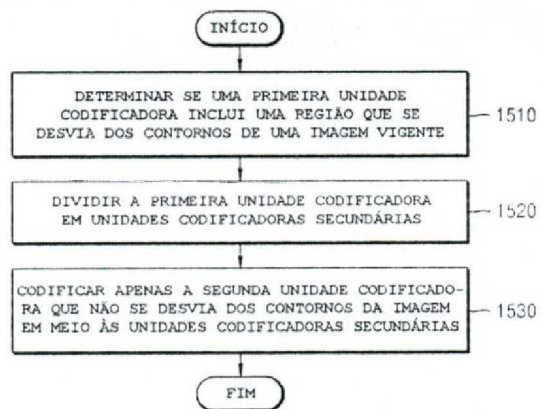 INÍCIO
DETERMINAR SE UMA PRIMEIRA UNIDADE
CODIFICADORA INCLUI UMA REGIÃO QUE SE
DESVIA DOS CONTORNOS DE UMA IMAGEM VIGENTE
1510
DIVIDIR A PRIMEIRA UNIDADE CODIFICADORA
EM UNIDADES CODIFICADORAS SECUNDÁRIAS
1520
CODIFICAR APENAS A SEGUNDA UNIDADE CODIFICADO-
RA QUE NÃO SE DESVIA DOS CONTORNOS DA IMAGEM
EM MEIO ÀS UNIDADES CODIFICADORAS SECUNDÁRIAS
1530
FIM